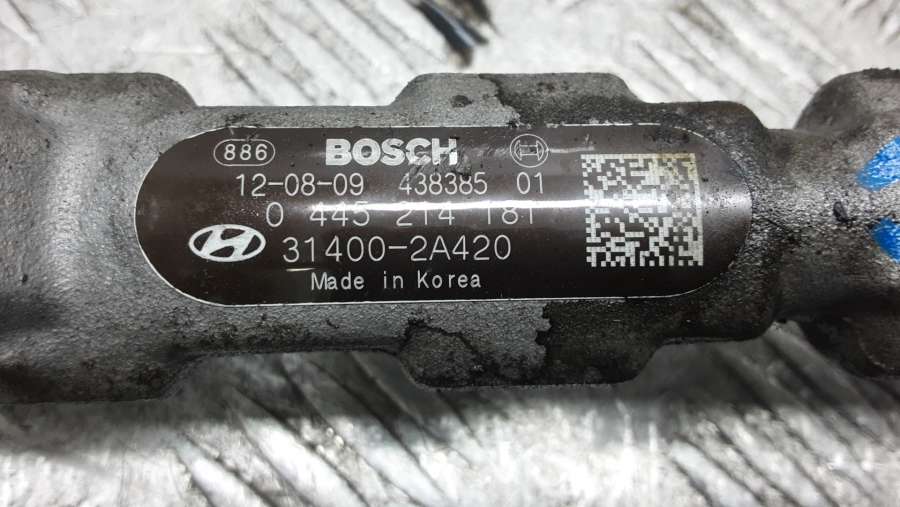 886 BOSCH
12-08-09 438385 01
0 445 214 181
31400-2A420
Made in Korea